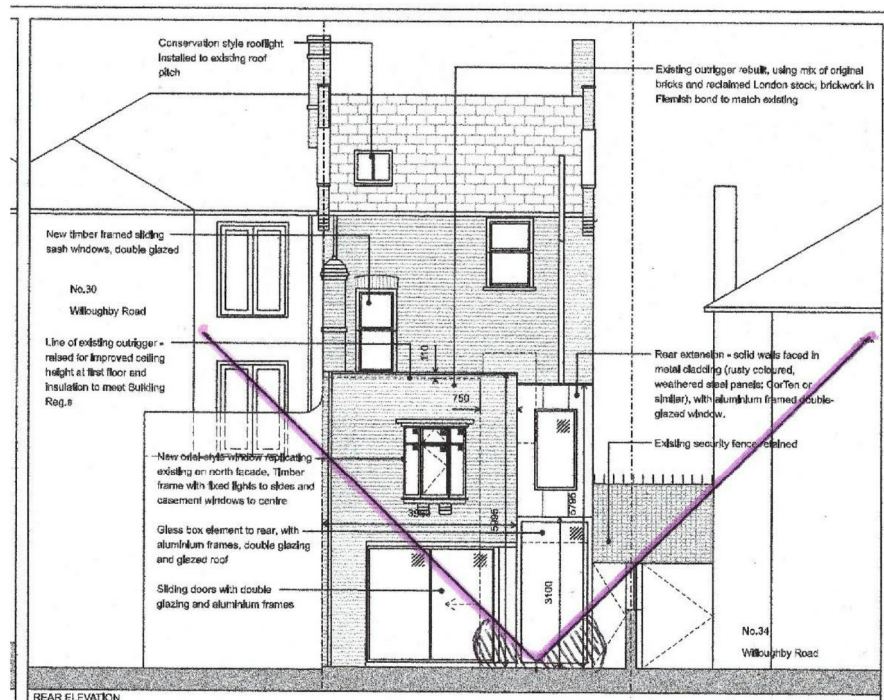 Conservation style rooflight
installed to existing roof
pitch
Existing outrigger rebuilt, using mix of original
bricks and reclaimed London stock, brickwork in
Flemish bond to match existing
New timber framed sliding
sash windows, double glazed
No.30
Willoughby Road
Line of existing outrigger -
raised for improved ceiling
height at first floor and
insulation to meet Building
Reg.s
110
750
Rear extension - solid walls faced in
metal cladding (rusty coloured,
weathered steel panels; CorTen or
similar), with aluminium framed double-
glazed window.
Existing security fence retained
New oriel-style window replicating
existing on north facade. Timber
frame with fixed lights to sides and
casement windows to centre
5995
5795
Glass box element to rear, with
aluminium frames, double glazing
and glazed roof
3100
Sliding doors with double
glazing and aluminium frames
No.34
Willoughby Road
REAR ELEVATION